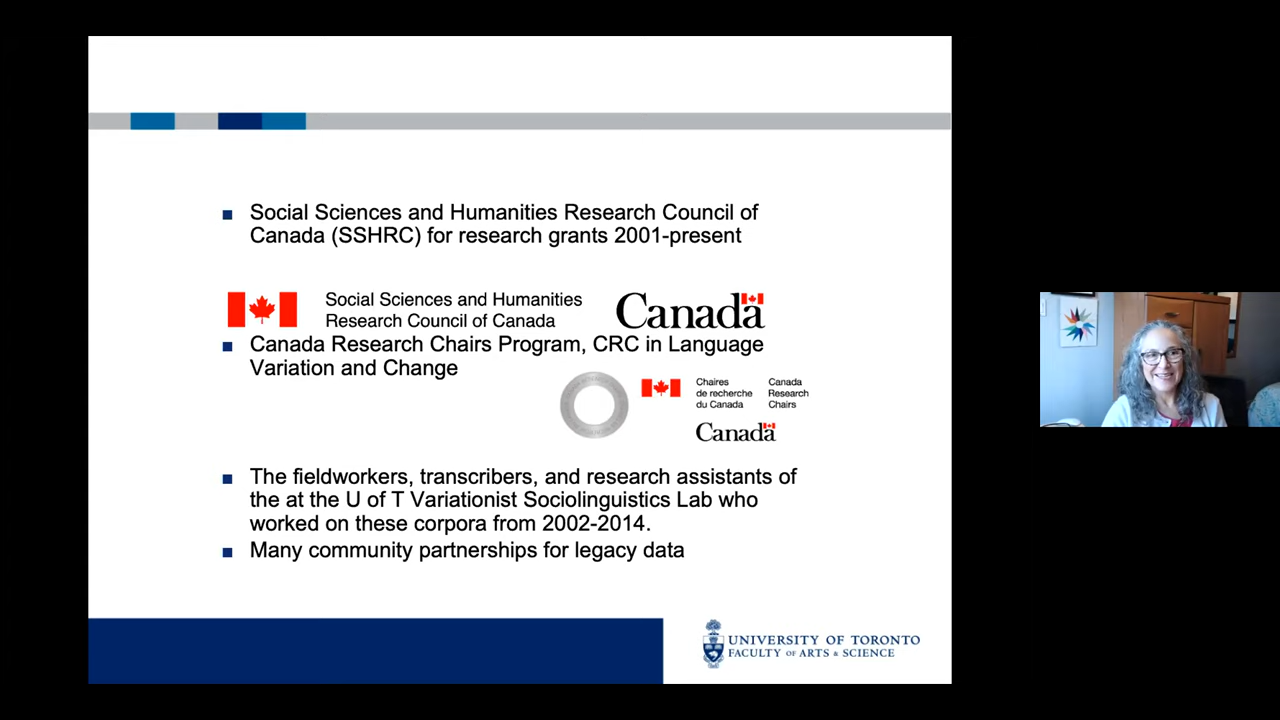 Social Sciences and Humanities Research Council of
Canada (SSHRC) for research grants 2001-present
Social Sciences and Humanities
Research Council of Canada
Canada
Canada Research Chairs Program, CRC in Language
Variation and Change
Chaires
de recherche
du Canada
Canada
Research
Chairs
Canada
The fieldworkers, transcribers, and research assistants of
the at the U of T Variationist Sociolinguistics Lab who
worked on these corpora from 2002-2014.
Many community partnerships for legacy data
UNIVERSITY OF TORONTO
FACULTY OF ARTS & SCIENCE